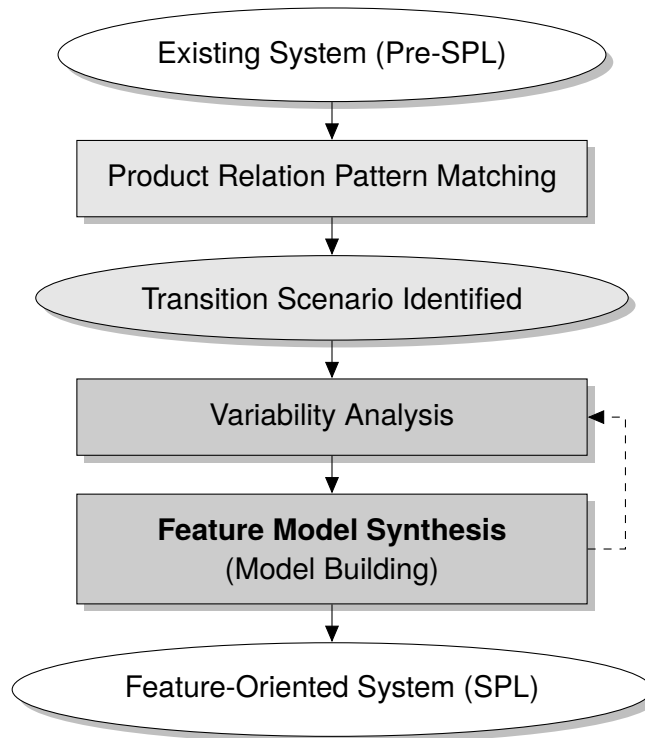 Existing System (Pre-SPL)
Product Relation Pattern Matching
Transition Scenario Identified
Variability Analysis
Feature Model Synthesis
(Model Building)
Feature-Oriented System (SPL)